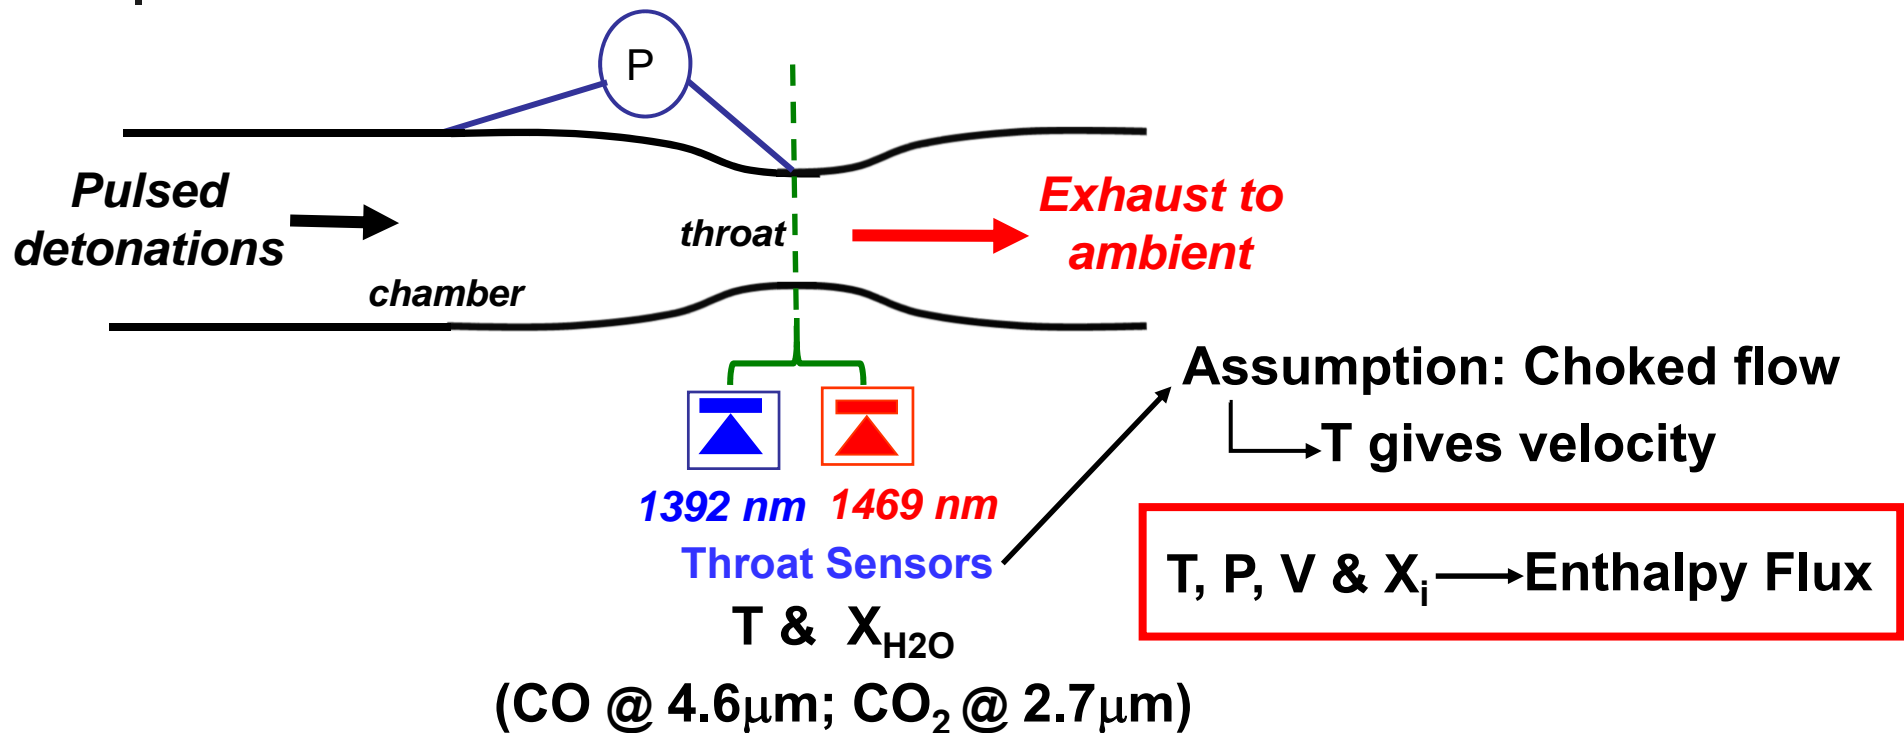 P
Pulsed
detonations
chamber
throat
Exhaust to
ambient
1392 nm 1469 nm
Throat Sensors
T & X_H2O
(CO @ 4.6μm; CO₂ @ 2.7μm)
Assumption: Choked flow
T gives velocity
T, P, V & Xᵢ
Enthalpy Flux